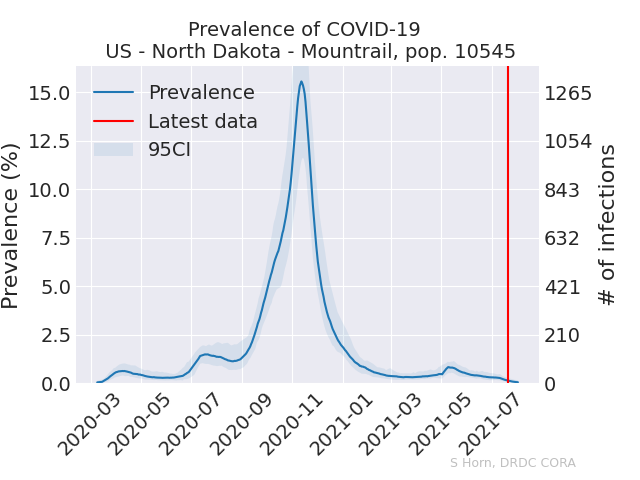 Prevalence of COVID-19
US - North Dakota - Mountrail, pop. 10545
Prevalence
Latest data
95CI
Prevalence (%)
15.0
12.5
10.0
7.5
5.0
2.5
0.0
1265
1054
843
632
421
210
0
# of infections
2020-03
2020-05
2020-07
2020-09
2020-11
2021-01
2021-03
2021-05
2021-07
S Horn, DRDC CORA